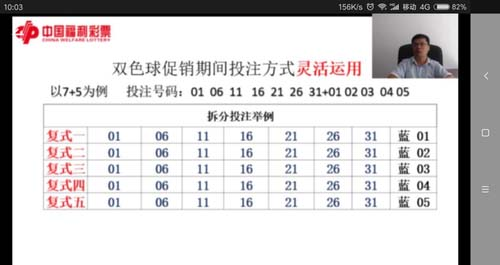 10:03 156K/s 移动 4G 82%
中国福利彩票
CHINA WELFARE LOTTERY
双色球促销期间投注方式灵活运用
以7+5为例 投注号码：01 06 11 16 21 26 31+01 02 03 04 05
拆分投注举例
复式一 01 06 11 16 21 26 31 蓝 01
复式二 01 06 11 16 21 26 31 蓝 02
复式三 01 06 11 16 21 26 31 蓝 03
复式四 01 06 11 16 21 26 31 蓝 04
复式五 01 06 11 16 21 26 31 蓝 05